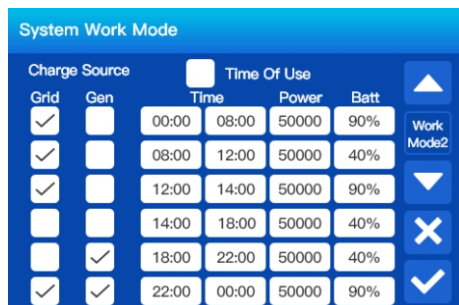 System Work Mode
Charge Source Time Of Use
Grid Gen Time Power Batt
00:00 08:00 50000 90%
Work
Mode2
08:00 12:00 50000 40%
12:00 14:00 50000 90%
14:00 18:00 50000 40%
18:00 22:00 50000 40%
22:00 00:00 50000 90%